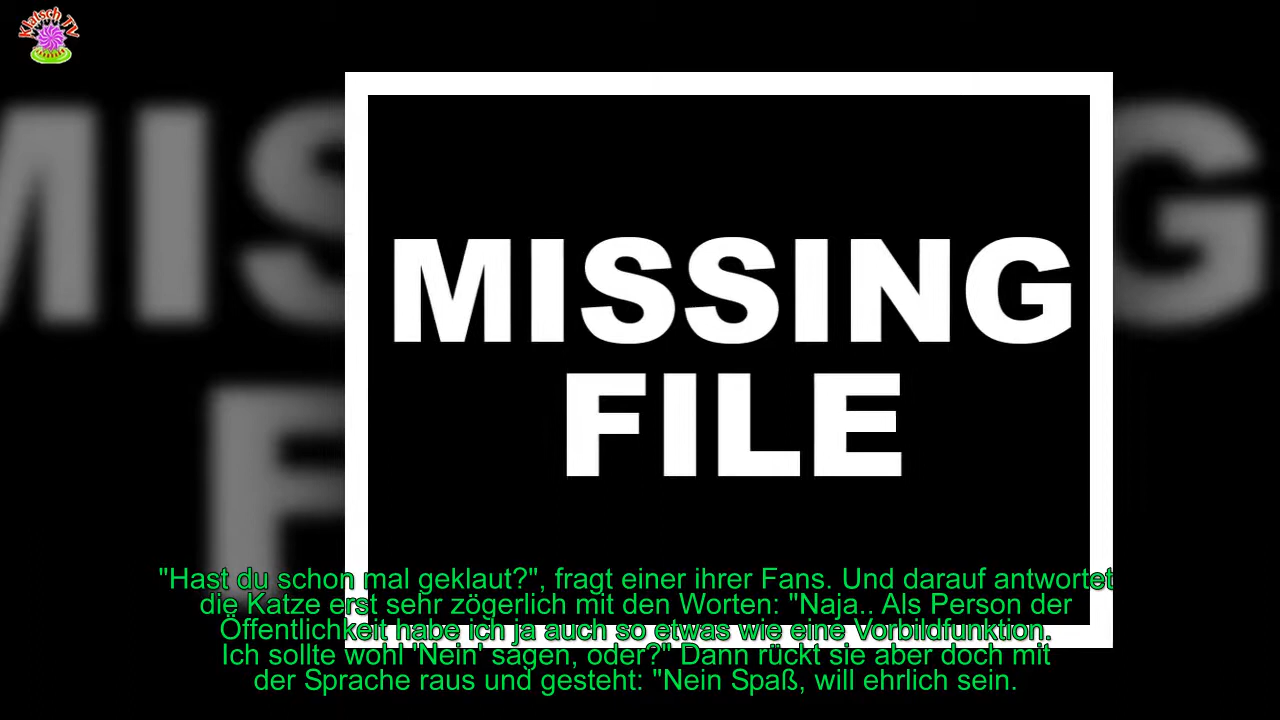 Klatsch TV
MISSING
FILE
"Hast du schon mal geklaut?", fragt einer ihrer Fans. Und darauf antwortet
die Katze erst sehr zögerlich mit den Worten: "Naja.. Als Person der
Öffentlichkeit habe ich ja auch so etwas wie eine Vorbildfunktion.
Ich sollte wohl 'Nein' sagen, oder?" Dann rückt sie aber doch mit
der Sprache raus und gesteht: "Nein Spaß, will ehrlich sein.